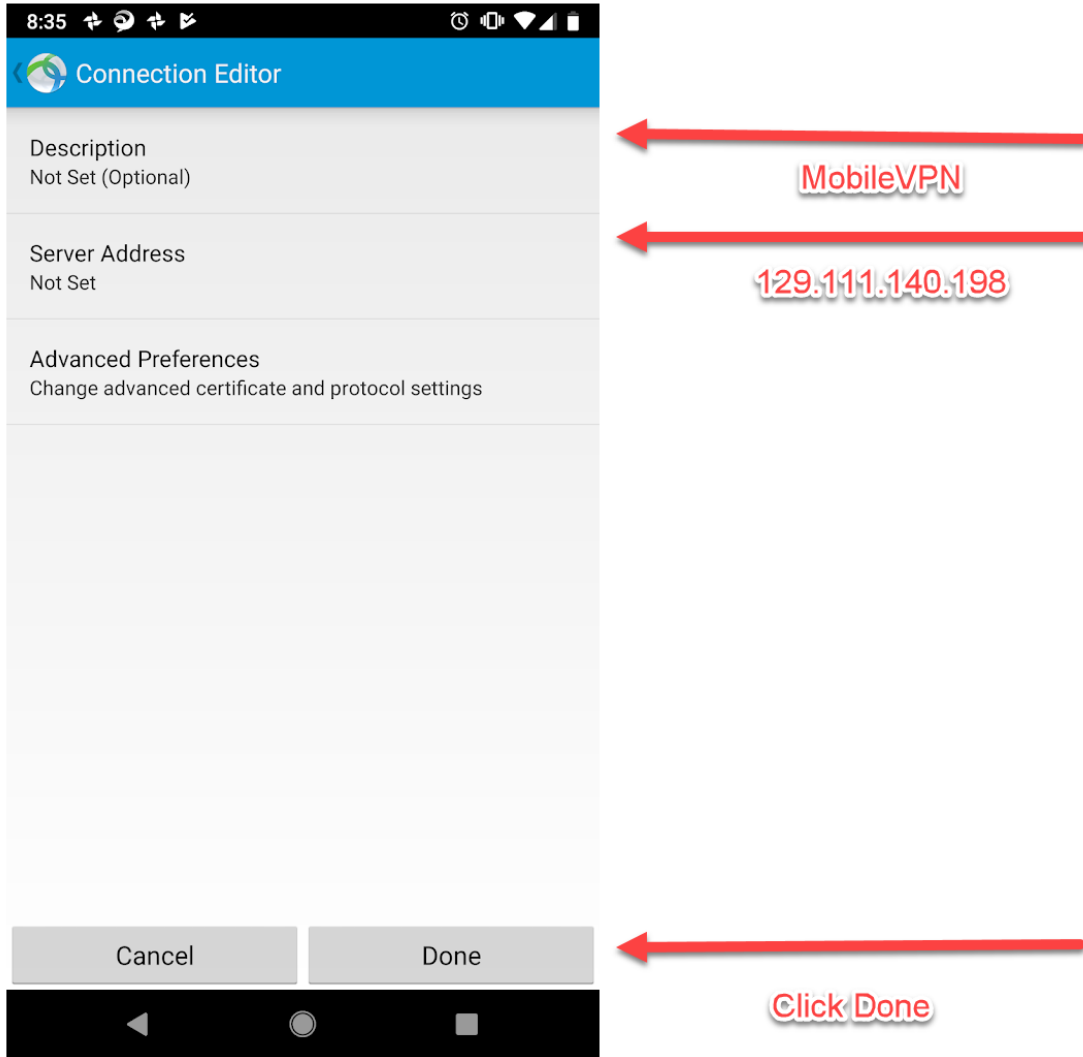 8:35
Connection Editor
Description
Not Set (Optional)
MobileVPN
Server Address
Not Set
129.111.140.198
Advanced Preferences
Change advanced certificate and protocol settings
Cancel
Done
Click Done